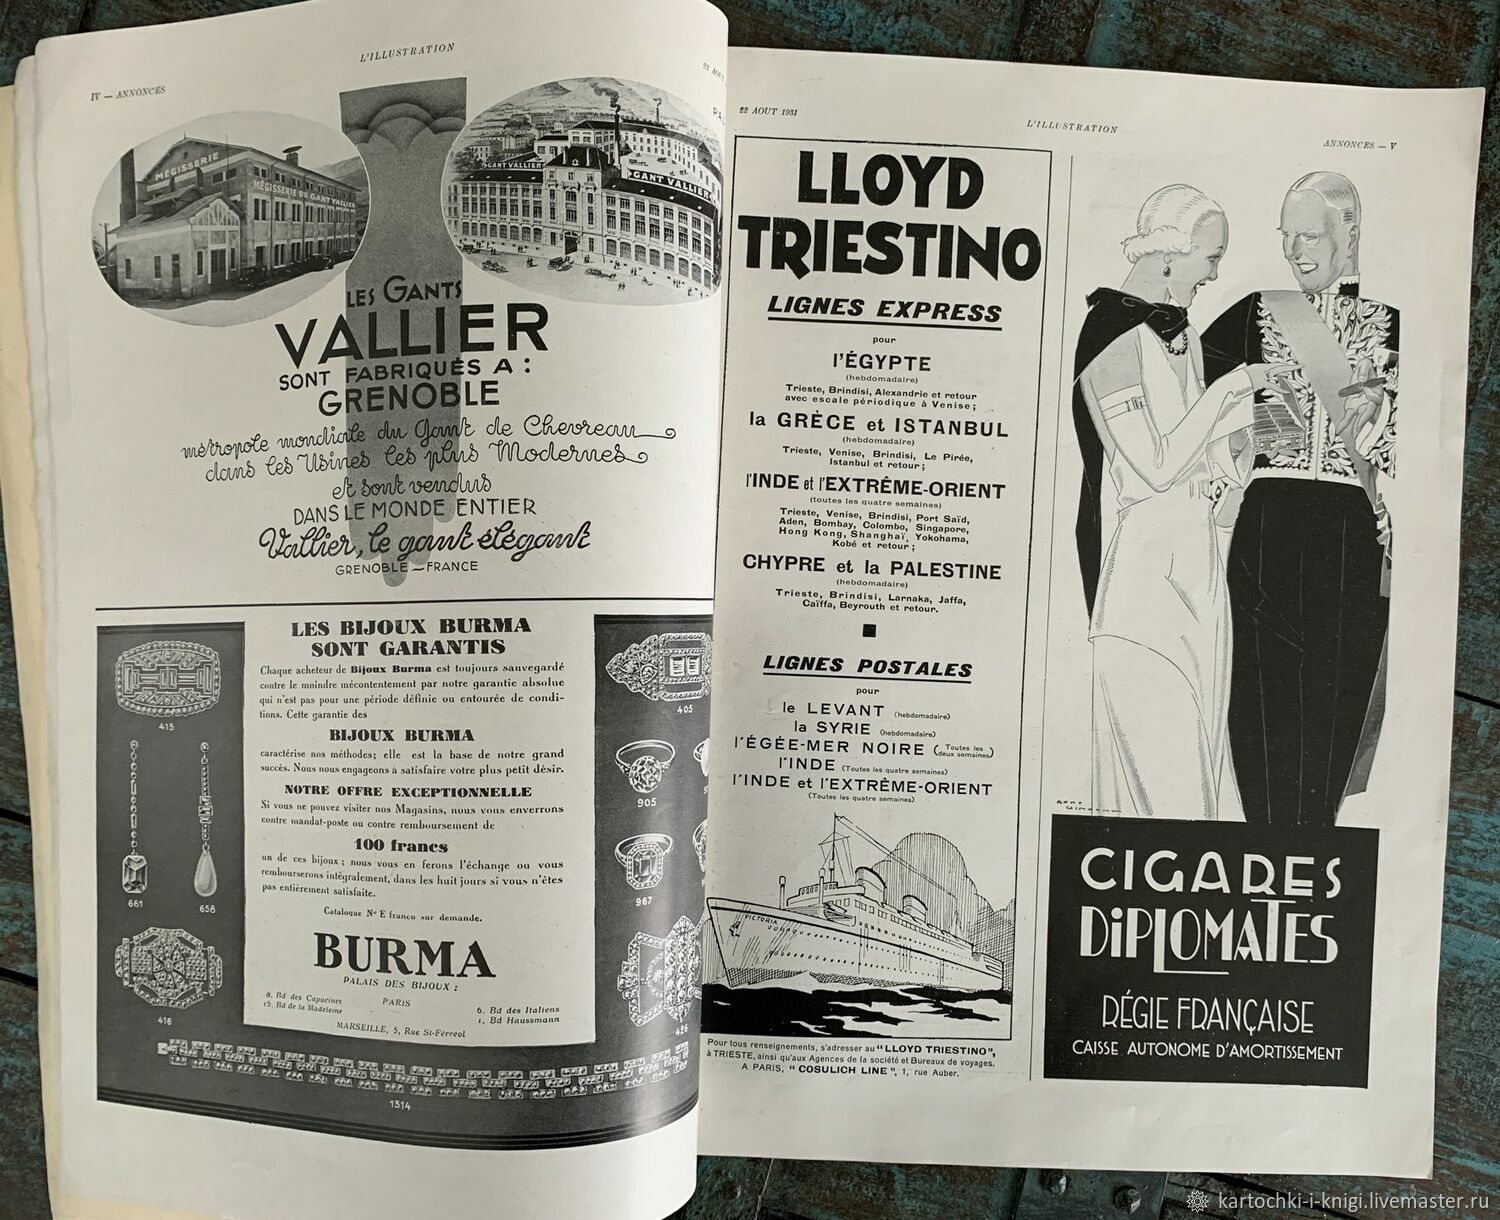 IV — ANNONCES
L'ILLUSTRATION
22 AOUT
MÉGISSERIE
MÉGISSERIE DU GANT VALLIER
GANT VALLIER
GANT VALLIER
LES GANTS
VALLIER
SONT FABRIQUÉS A :
GRENOBLE
métropole mondiale du Gant de Chevreau
dans les Usines les plus Modernes
et sont vendus
DANS LE MONDE ENTIER
Vallier, le gant élégant
GRENOBLE — FRANCE
LES BIJOUX BURMA
SONT GARANTIS
Chaque acheteur de Bijoux Burma est toujours sauvegardé
contre le moindre mécontentement par notre garantie absolue
qui n'est pas pour une période définie ou entourée de condi-
tions. Cette garantie des
BIJOUX BURMA
caractérise nos méthodes; elle est la base de notre grand
succès. Nous nous engageons à satisfaire votre plus petit désir.
NOTRE OFFRE EXCEPTIONNELLE
Si vous ne pouvez visiter nos Magasins, nous vous enverrons
contre mandat-poste ou contre remboursement de
100 francs
un de ces bijoux; nous vous en ferons l'échange ou vous
rembourserons intégralement, dans les huit jours si vous n'êtes
pas entièrement satisfaite.
Catalogue N° E franco sur demande.
BURMA
PALAIS DES BIJOUX :
8, Bd des Capucines
15, Bd de la Madeleine
PARIS
6, Bd des Italiens
1, Bd Haussmann
MARSEILLE, 5, Rue St-Férréol
415
661
658
416
405
905
967
426
1314
22 AOUT 1931
L'ILLUSTRATION
ANNONCES — V
LLOYD
TRIESTINO
LIGNES EXPRESS
pour
l'ÉGYPTE
(hebdomadaire)
Trieste, Brindisi, Alexandrie et retour
avec escale périodique à Venise;
la GRÈCE et ISTANBUL
(hebdomadaire)
Trieste, Venise, Brindisi, Le Pirée,
Istanbul et retour;
l'INDE et l'EXTRÊME-ORIENT
(toutes les quatre semaines)
Trieste, Venise, Brindisi, Port Saïd,
Aden, Bombay, Colombo, Singapore,
Hong Kong, Shanghaï, Yokohama,
Kobé et retour;
CHYPRE et la PALESTINE
(hebdomadaire)
Trieste, Brindisi, Larnaka, Jaffa,
Caïffa, Beyrouth et retour.
LIGNES POSTALES
pour
le LEVANT (hebdomadaire)
la SYRIE (hebdomadaire)
l'ÉGÉE-MER NOIRE (Toutes les deux semaines)
l'INDE (Toutes les quatre semaines)
l'INDE et l'EXTRÊME-ORIENT
(Toutes les quatre semaines)
VICTORIA
Pour tous renseignements, s'adresser au "LLOYD TRIESTINO",
à TRIESTE, ainsi qu'aux Agences de la société et Bureaux de voyages.
A PARIS, "COSULICH LINE", 1, rue Auber.
CIGARES
DIPLOMATES
RÉGIE FRANÇAISE
CAISSE AUTONOME D'AMORTISSEMENT
kartochki-i-knigi.livemaster.ru